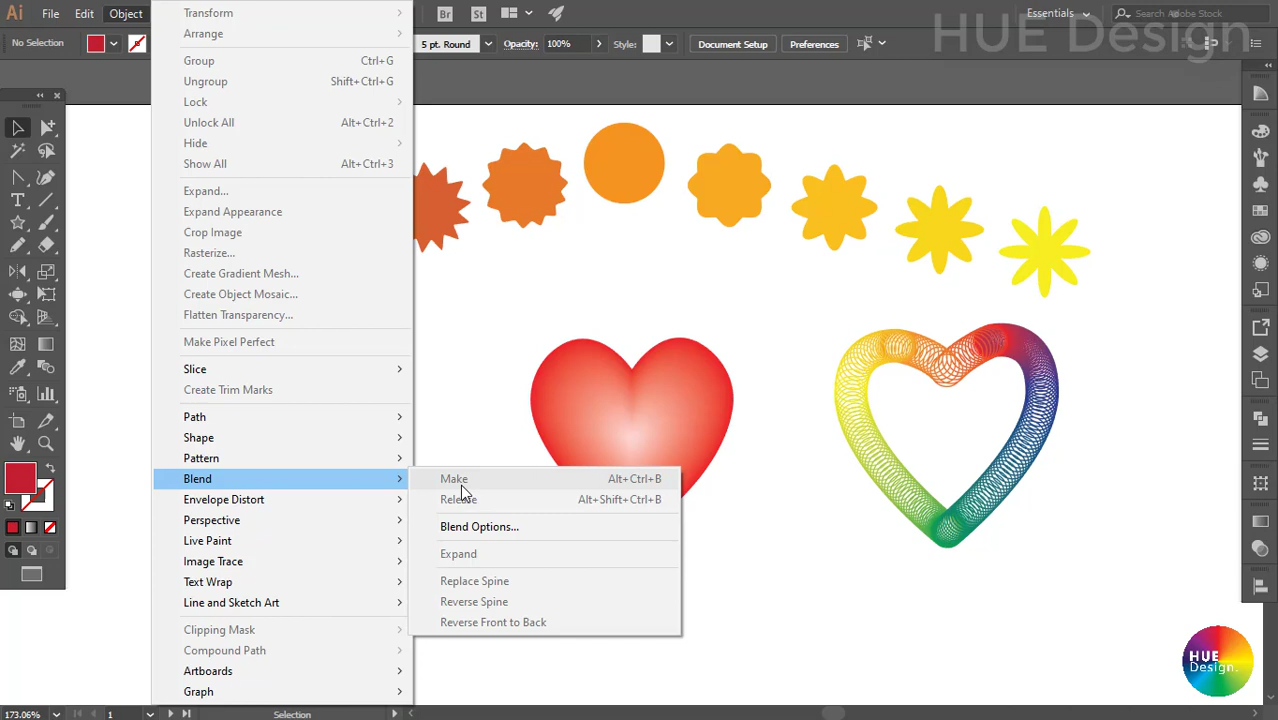 Ai File Edit Object Br St Essentials Search Adobe Stock
HUE Design
No Selection 5 pt. Round Opacity: 100% Style: Document Setup Preferences
Transform
Arrange
Group Ctrl+G
Ungroup Shift+Ctrl+G
Lock
Unlock All Alt+Ctrl+2
Hide
Show All Alt+Ctrl+3
Expand...
Expand Appearance
Crop Image
Rasterize...
Create Gradient Mesh...
Create Object Mosaic...
Flatten Transparency...
Make Pixel Perfect
Slice
Create Trim Marks
Path
Shape
Pattern
Blend
Envelope Distort
Perspective
Live Paint
Image Trace
Text Wrap
Line and Sketch Art
Clipping Mask
Compound Path
Artboards
Graph
Make Alt+Ctrl+B
Release Alt+Shift+Ctrl+B
Blend Options...
Expand
Replace Spine
Reverse Spine
Reverse Front to Back
HUE
Design.
173.06% 1 Selection